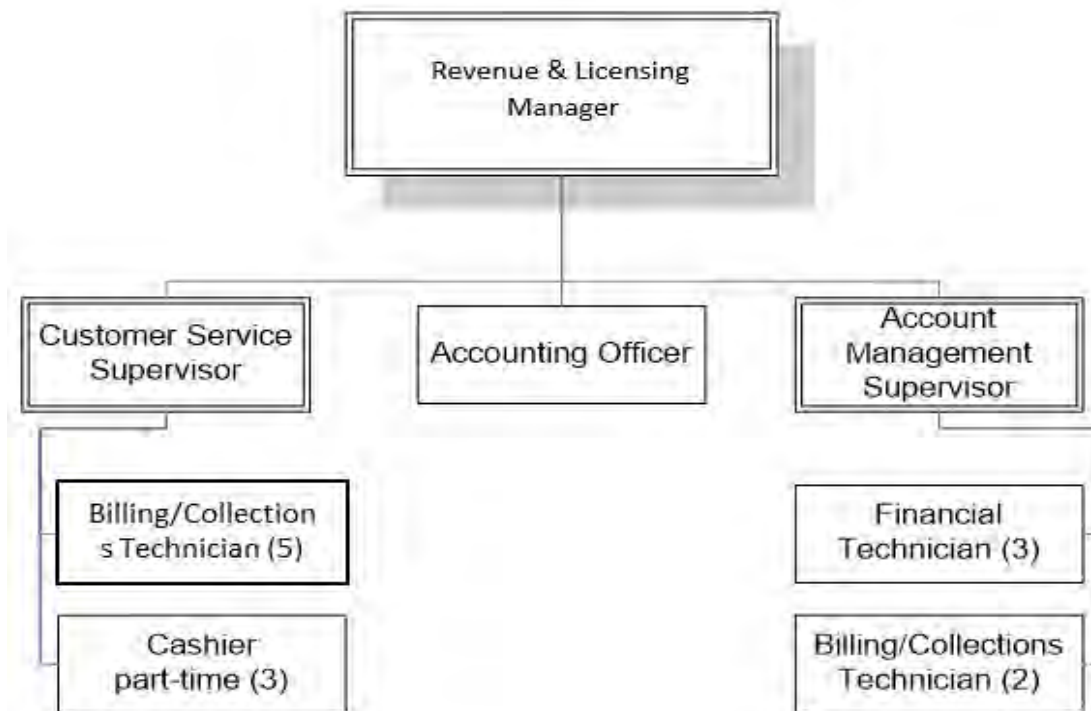 Revenue & Licensing
Manager
Customer Service
Supervisor
Accounting Officer
Account
Management
Supervisor
Billing/Collection
s Technician (5)
Cashier
part-time (3)
Financial
Technician (3)
Billing/Collections
Technician (2)